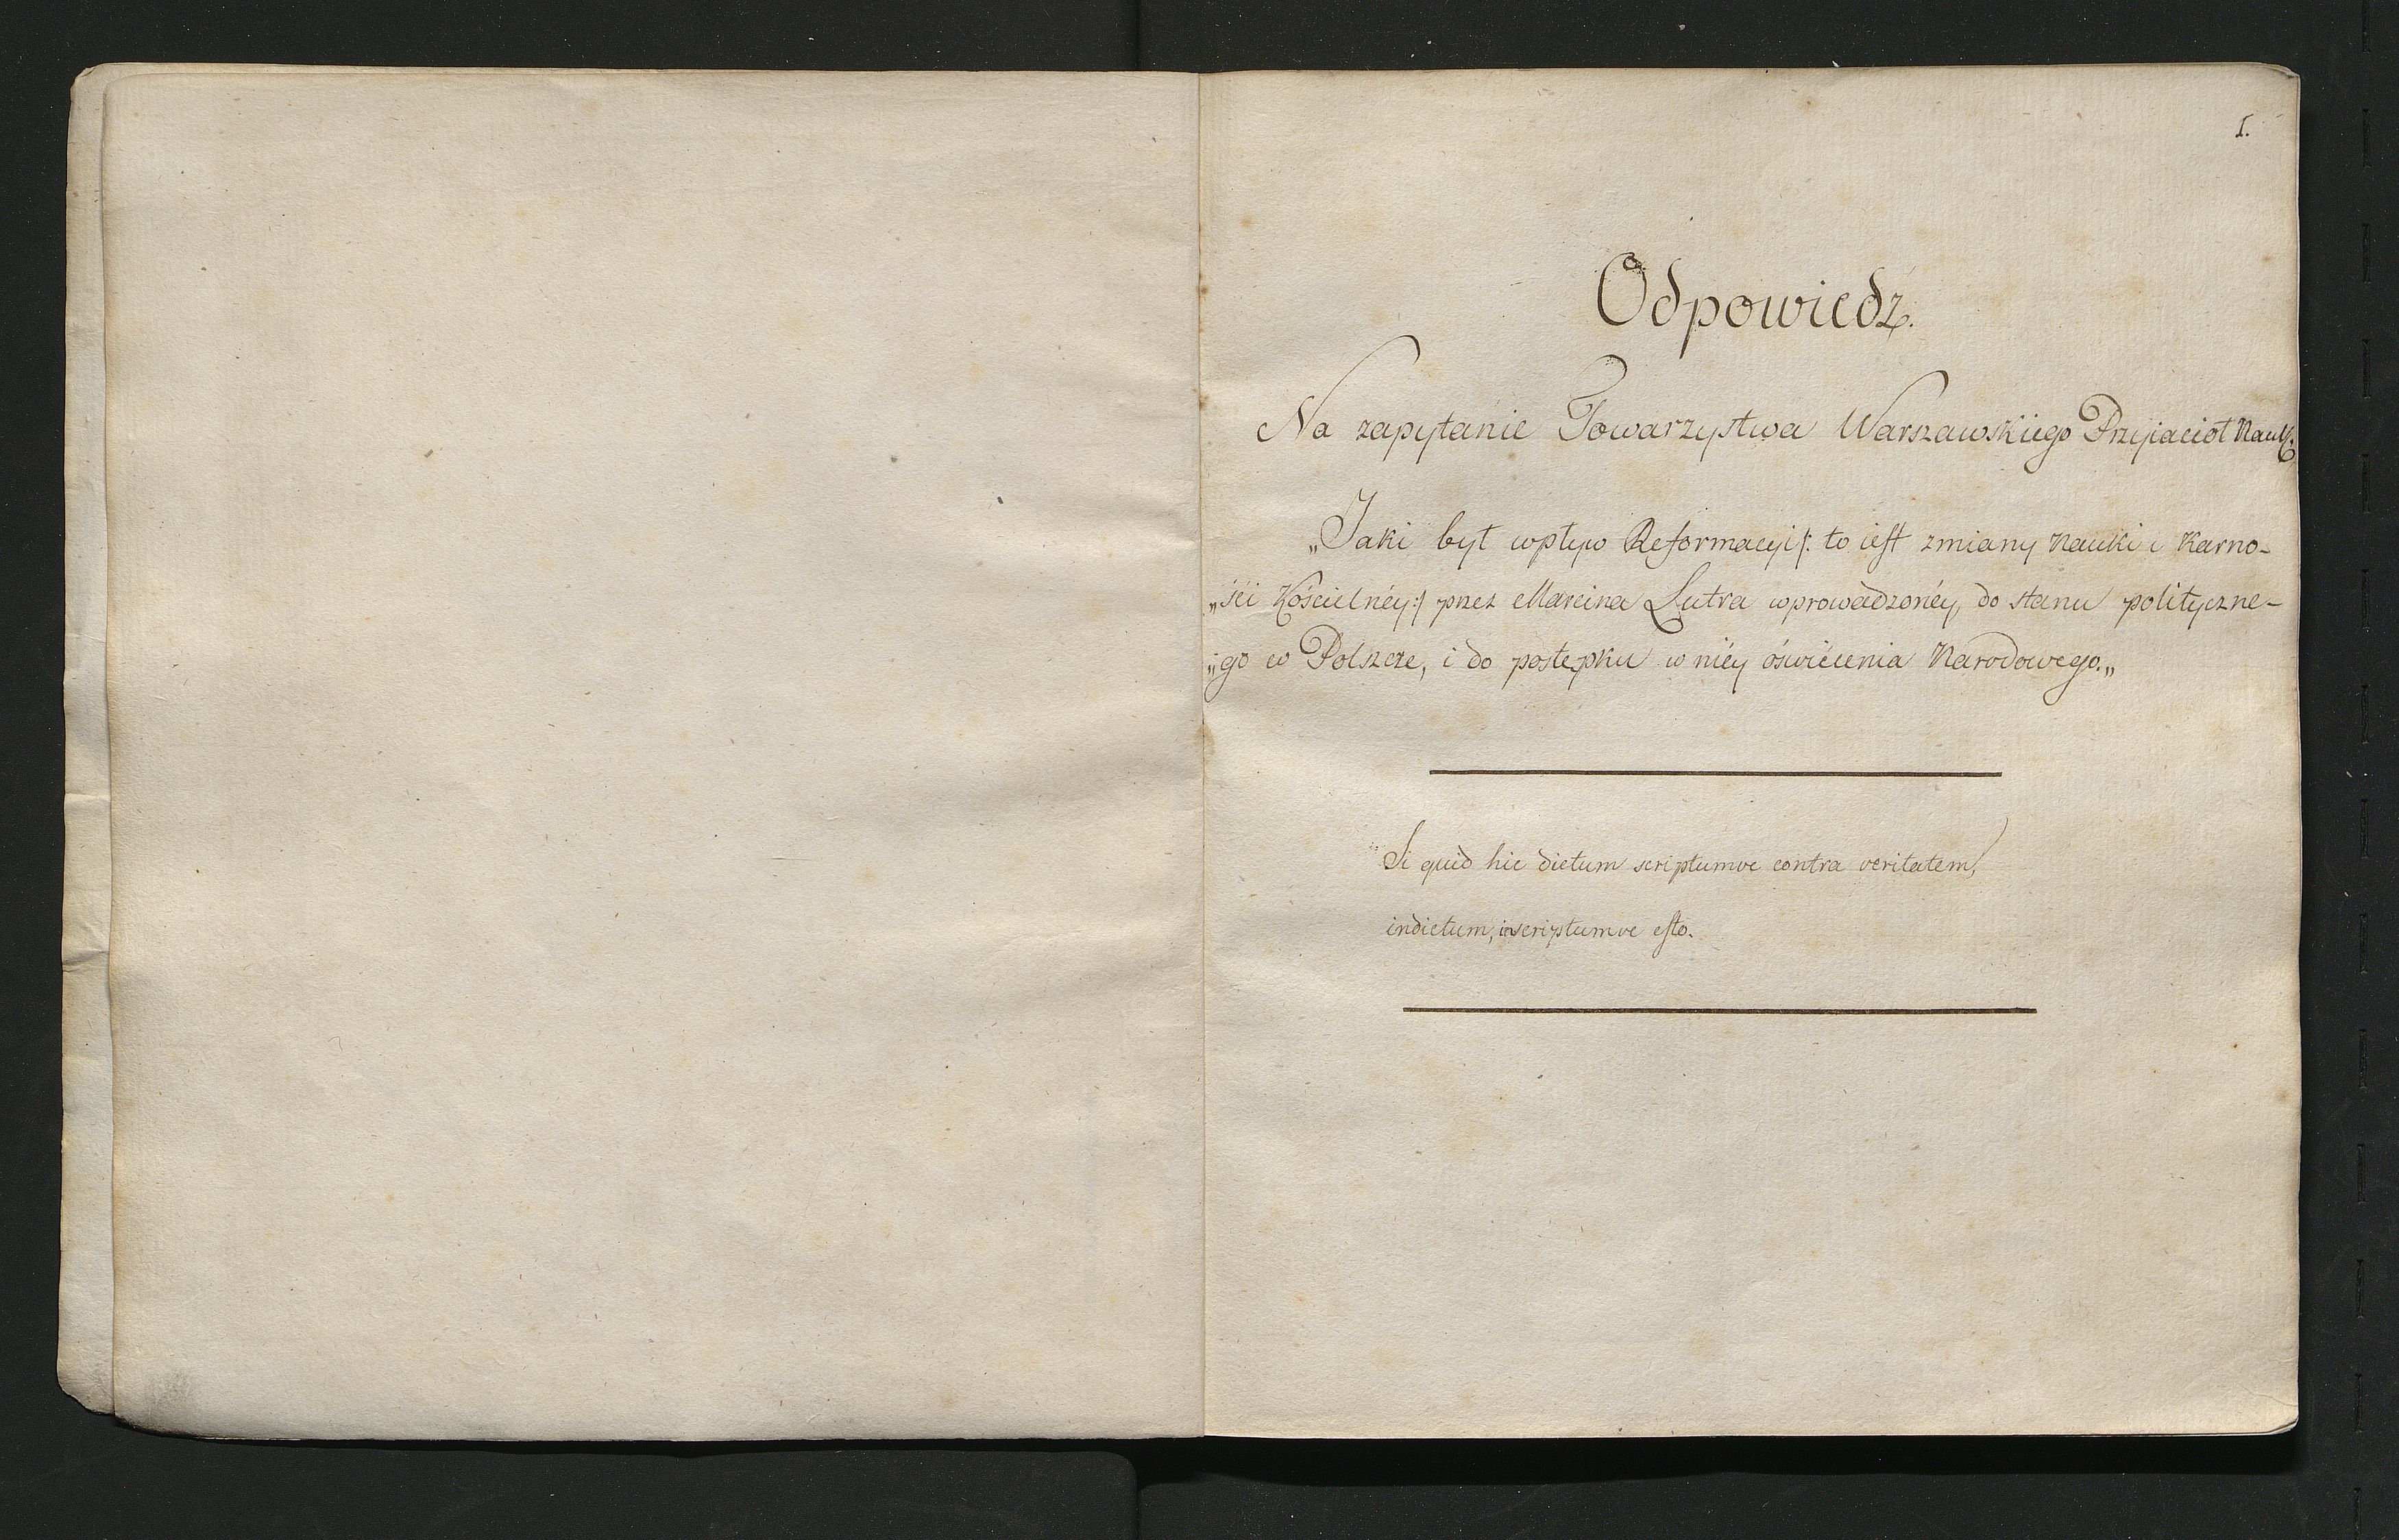 1.
Odpowiedź.
Na zapytanie Towarzystwa Warszawskiego Przyiaciół Nauk.
„Jaki był wpływ Reformacyi /: to iest zmiany Nauki i Karno-
„ści Kościelnéy :/ przez Marcina Lutra wprowadzonéy, do stanu polityczne-
„go w Polszcze, i do postępku w niéy oświécenia Narodowego.„
Si quid hic dictum scriptumve contra veritatem,
indictum, inscriptumve esto.